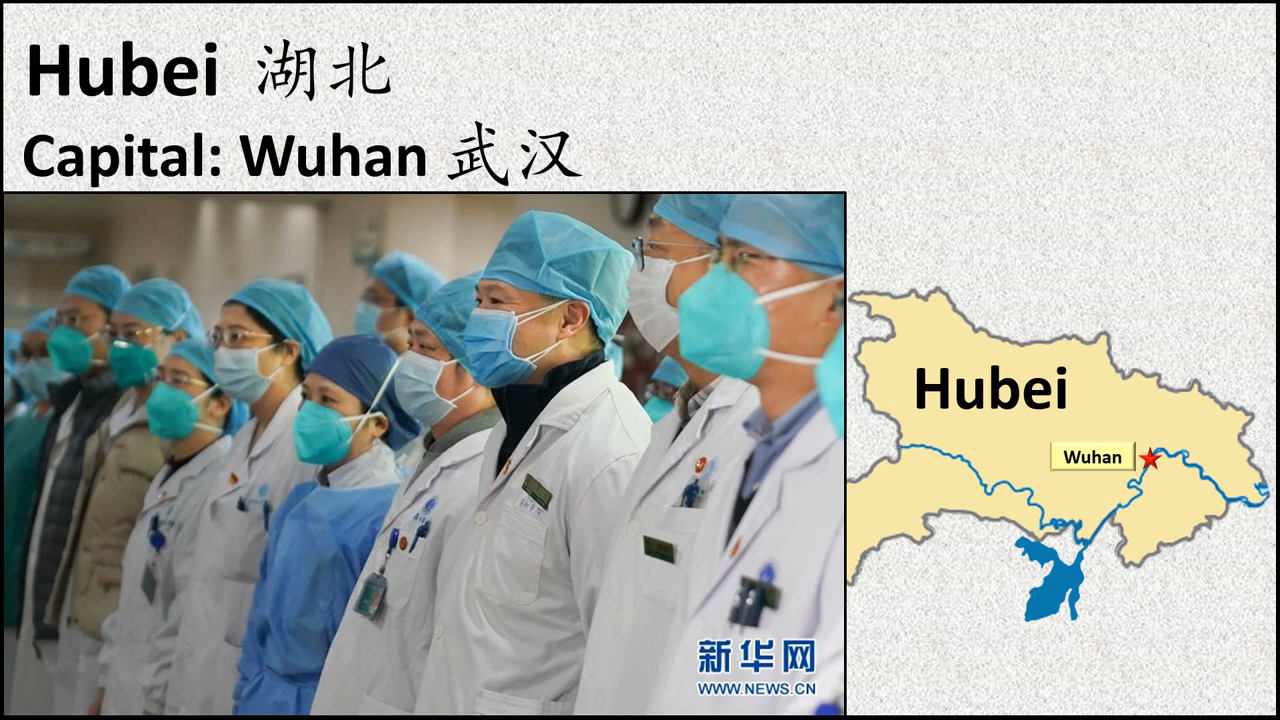 Hubei 湖北
Capital: Wuhan 武汉
Hubei
Wuhan
新华网
WWW.NEWS.CN